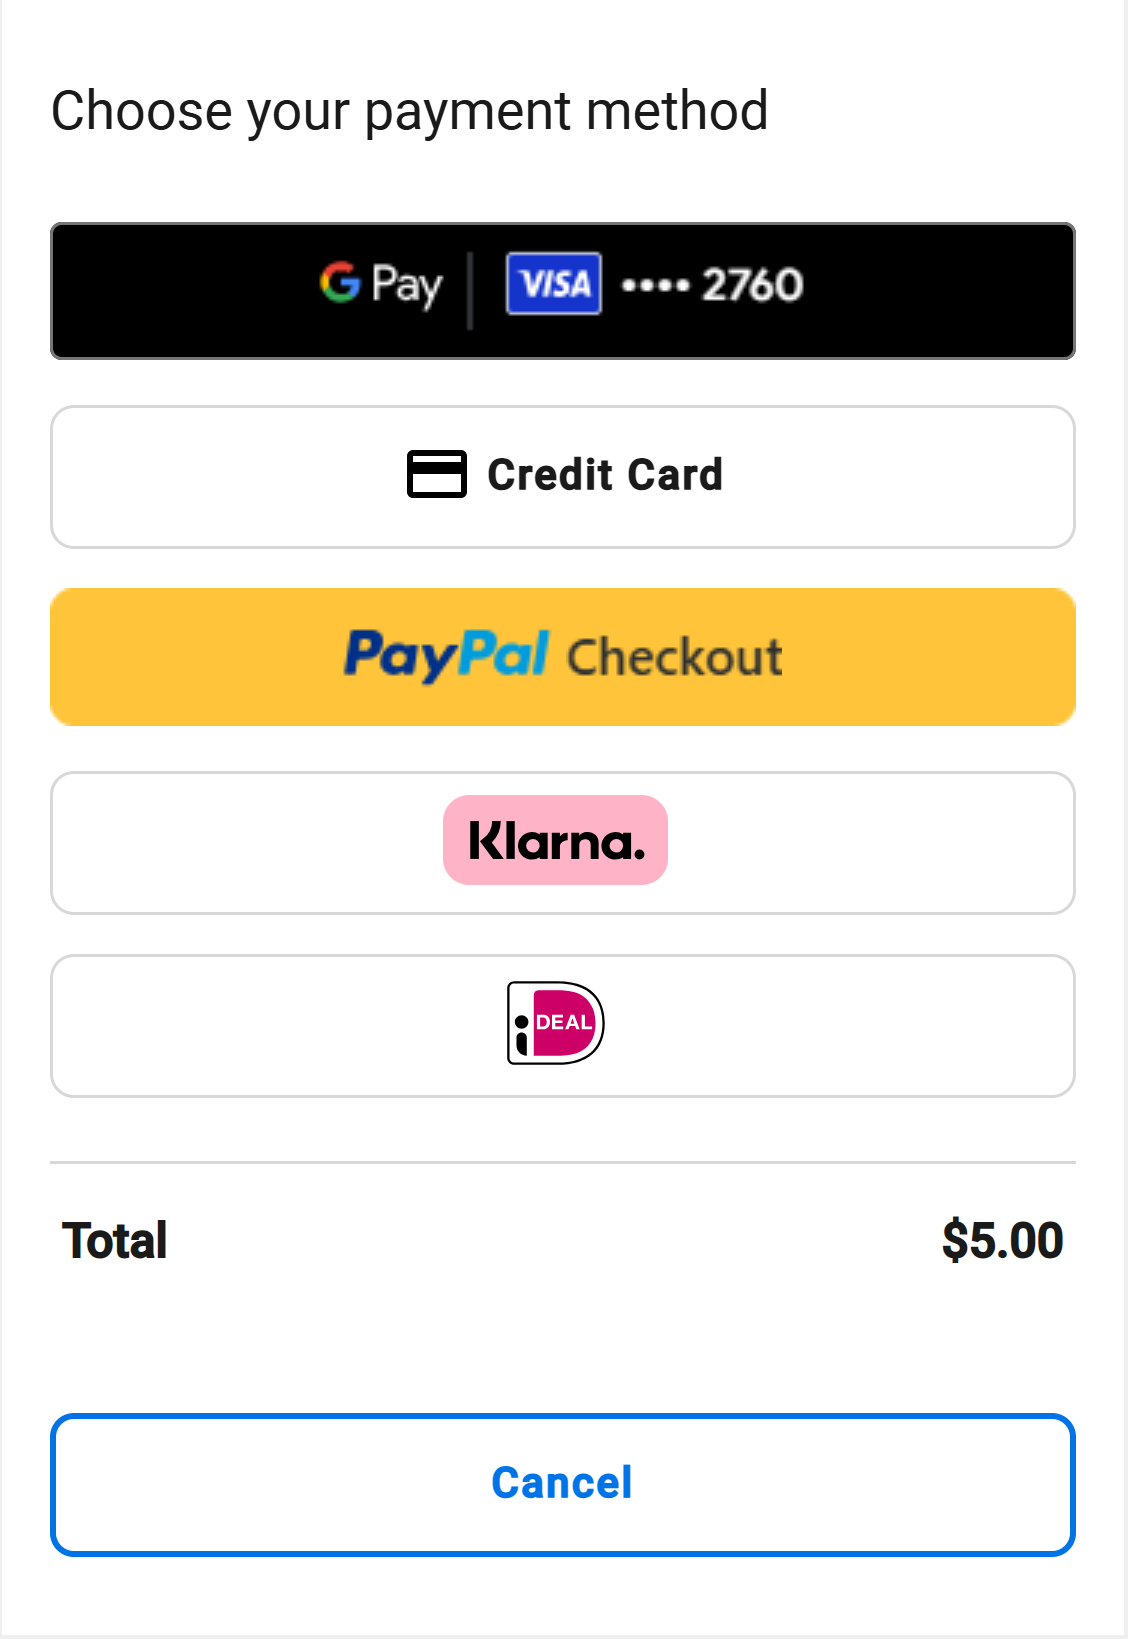 Choose your payment method
G Pay | VISA •••• 2760
Credit Card
PayPal Checkout
Klarna.
iDEAL
Total $5.00
Cancel